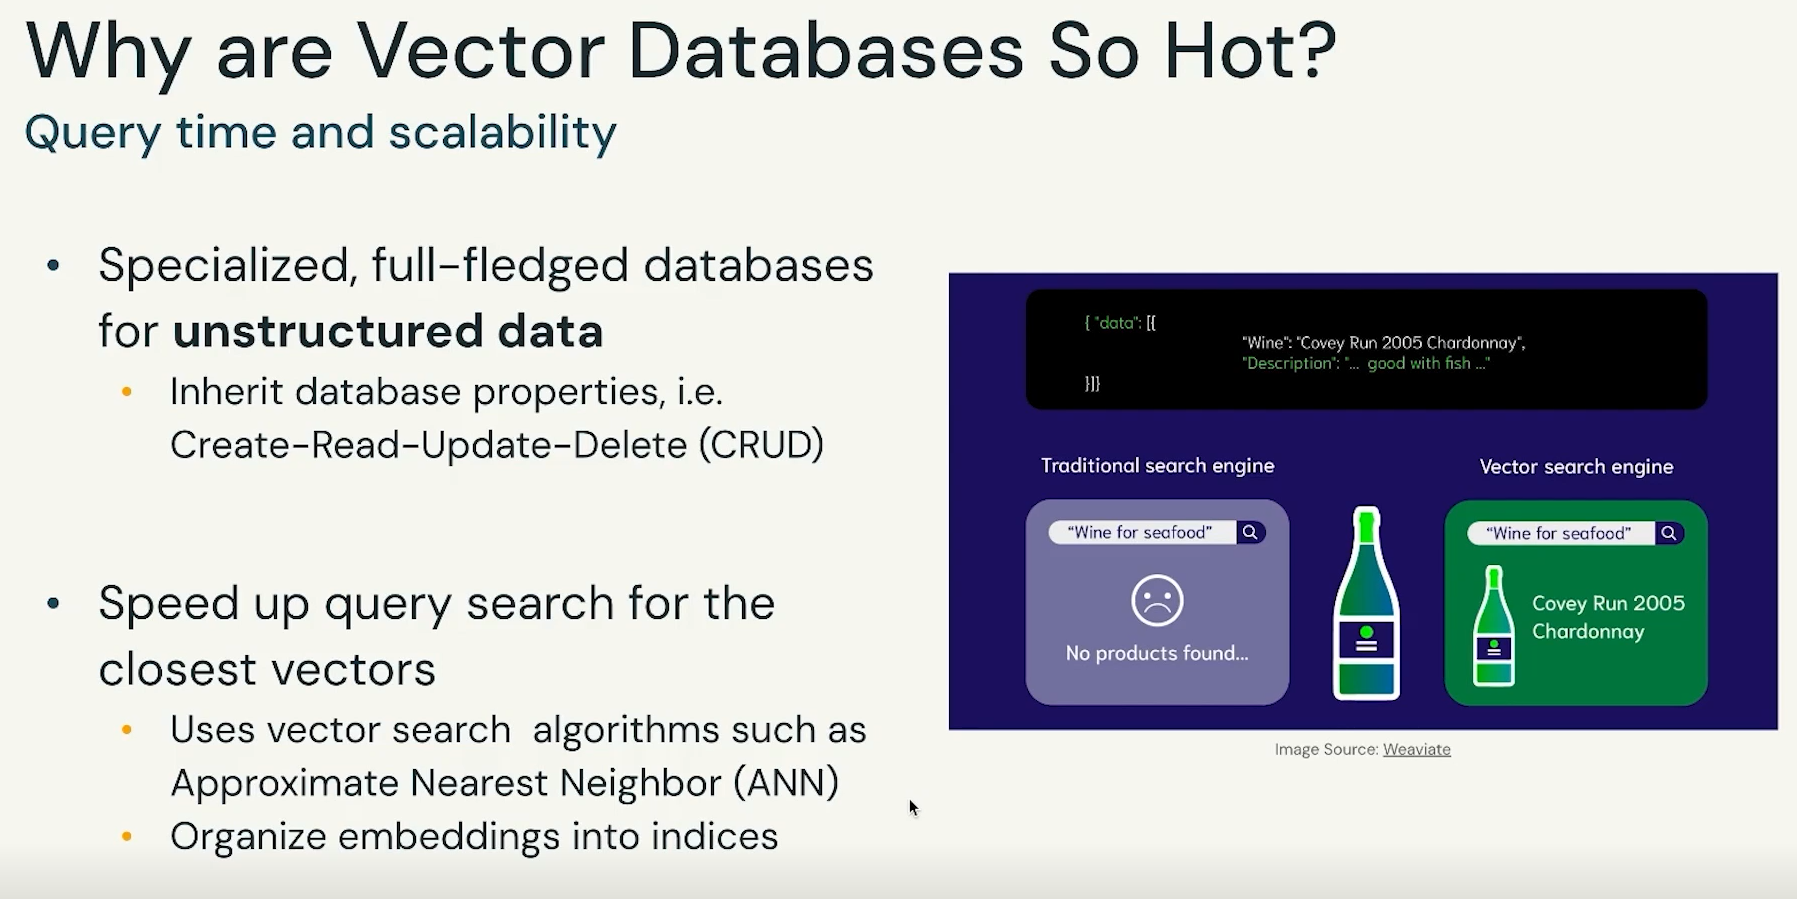 Why are Vector Databases So Hot?
Query time and scalability
• Specialized, full-fledged databases
for unstructured data
• Inherit database properties, i.e.
Create-Read-Update-Delete (CRUD)
• Speed up query search for the
closest vectors
• Uses vector search algorithms such as
Approximate Nearest Neighbor (ANN)
• Organize embeddings into indices
{ "data": [{
"Wine": "Covey Run 2005 Chardonnay",
"Description": "... good with fish ..."
}]}
Traditional search engine
"Wine for seafood"
No products found...
Vector search engine
"Wine for seafood"
Covey Run 2005
Chardonnay
Image Source: Weaviate